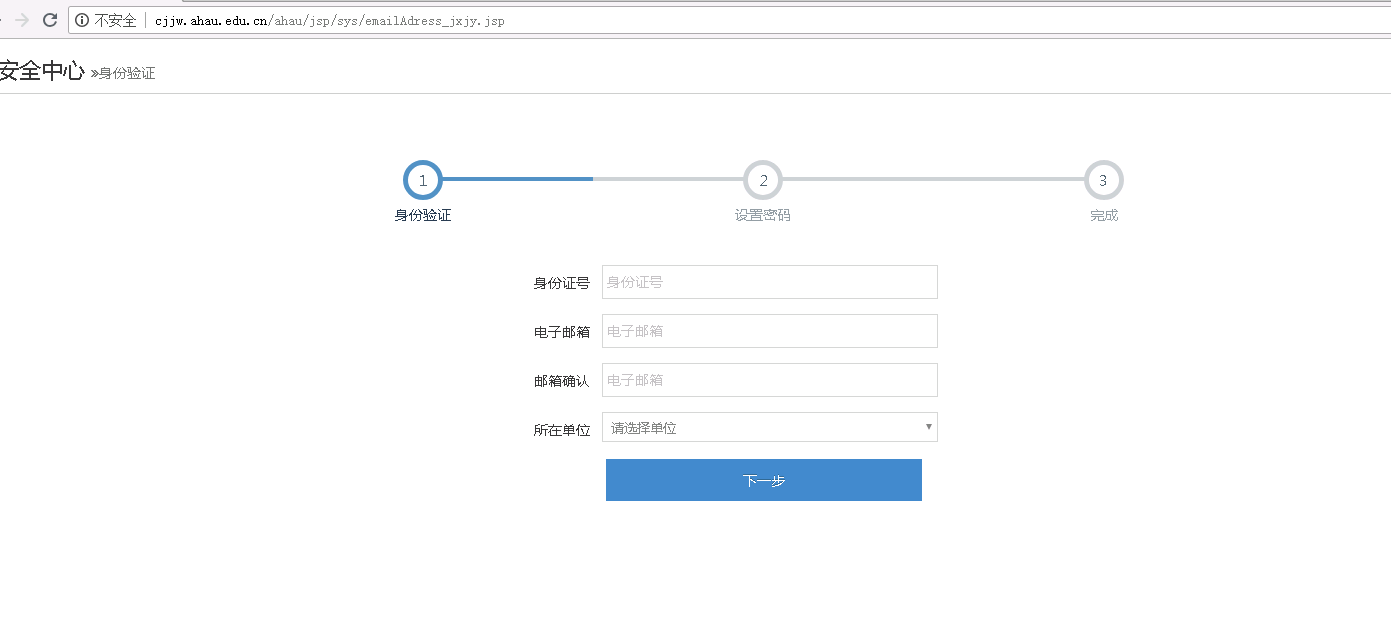 不安全 cjjw.ahau.edu.cn/ahau/jsp/sys/emailAdress_jxjy.jsp
安全中心 »身份验证
1 2 3
身份验证 设置密码 完成
身份证号 身份证号
电子邮箱 电子邮箱
邮箱确认 电子邮箱
所在单位 请选择单位
下一步